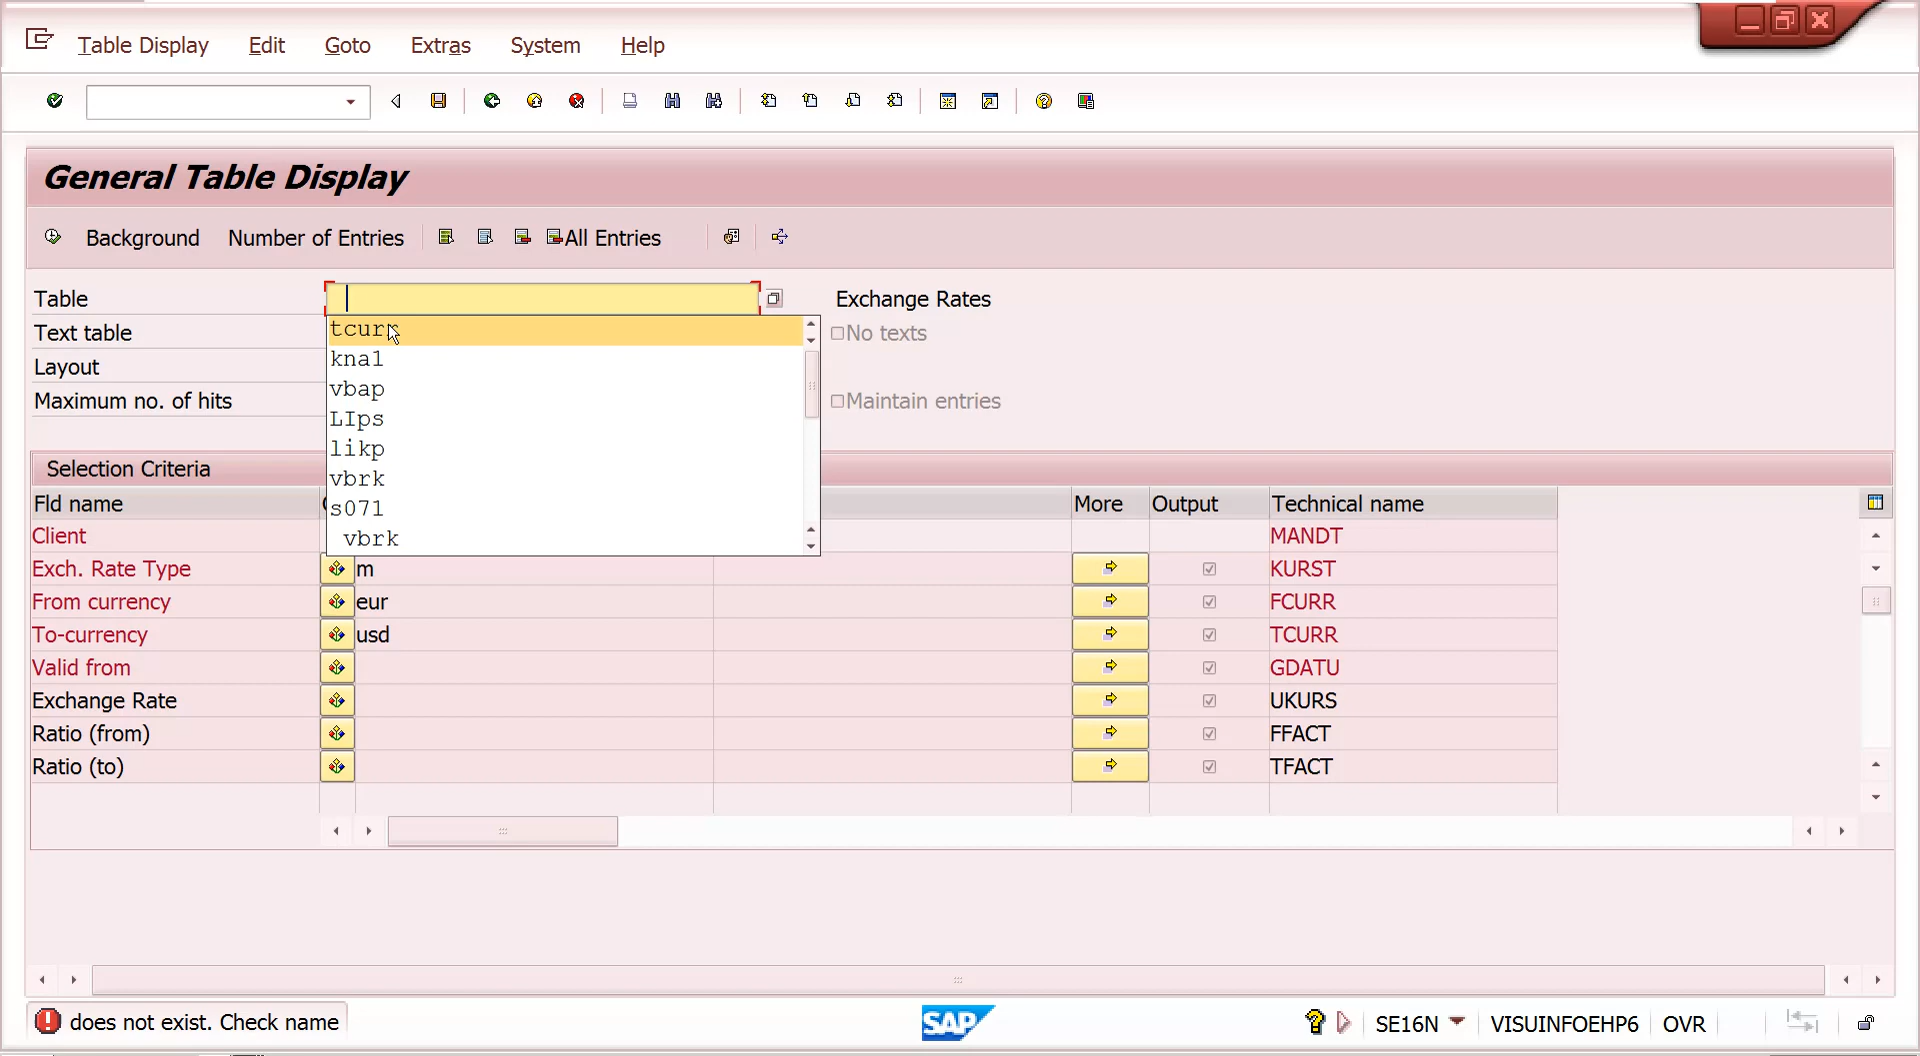 Table Display Edit Goto Extras System Help
General Table Display
Background Number of Entries All Entries
Table Exchange Rates
tcurr
Text table No texts
kna1
Layout
vbap
Maximum no. of hits Maintain entries
LIps
likp
Selection Criteria
vbrk
Fld name More Output Technical name
s071
Client MANDT
vbrk
Exch. Rate Type m KURST
From currency eur FCURR
To-currency usd TCURR
Valid from GDATU
Exchange Rate UKURS
Ratio (from) FFACT
Ratio (to) TFACT
does not exist. Check name SAP SE16N VISUINFOEHP6 OVR